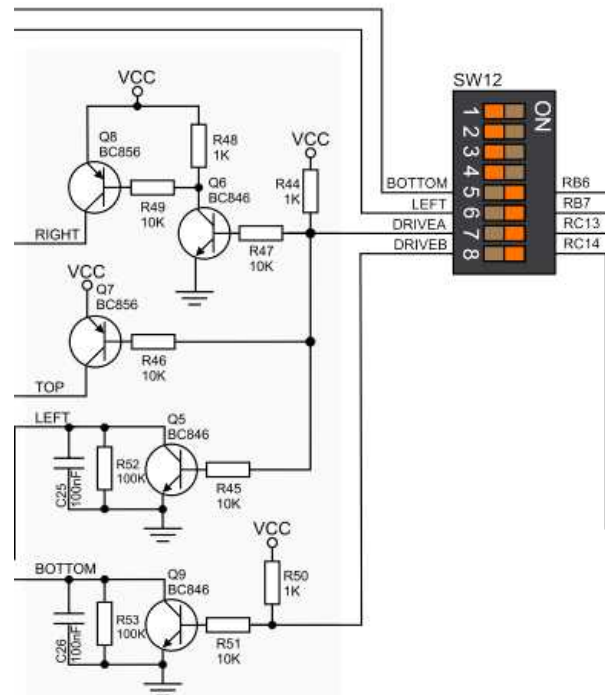 SW12
1
2
3
4
5
6
7
8
ON
BOTTOM
LEFT
DRIVEA
DRIVEB
RB6
RB7
RC13
RC14
VCC
Q8
BC856
R48
1K
VCC
R44
1K
Q6
BC846
R49
10K
R47
10K
RIGHT
VCC
Q7
BC856
R46
10K
TOP
LEFT
Q5
BC846
C25
100nF
R52
100K
R45
10K
VCC
BOTTOM
Q9
BC846
R50
1K
C26
100nF
R53
100K
R51
10K